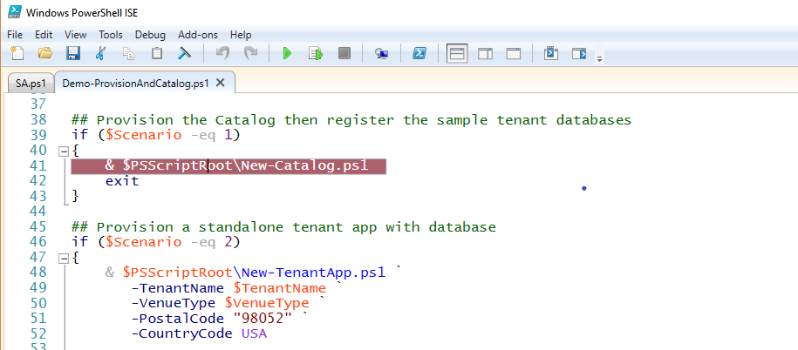 Windows PowerShell ISE
File Edit View Tools Debug Add-ons Help
SA.ps1 Demo-ProvisionAndCatalog.ps1 X
37
38 ## Provision the Catalog then register the sample tenant databases
39 if ($Scenario -eq 1)
40 {
41 & $PSScriptRoot\New-Catalog.ps1
42 exit
43 }
44
45 ## Provision a standalone tenant app with database
46 if ($Scenario -eq 2)
47 {
48 & $PSScriptRoot\New-TenantApp.ps1 `
49 -TenantName $TenantName `
50 -VenueType $VenueType `
51 -PostalCode "98052" `
52 -CountryCode USA
53